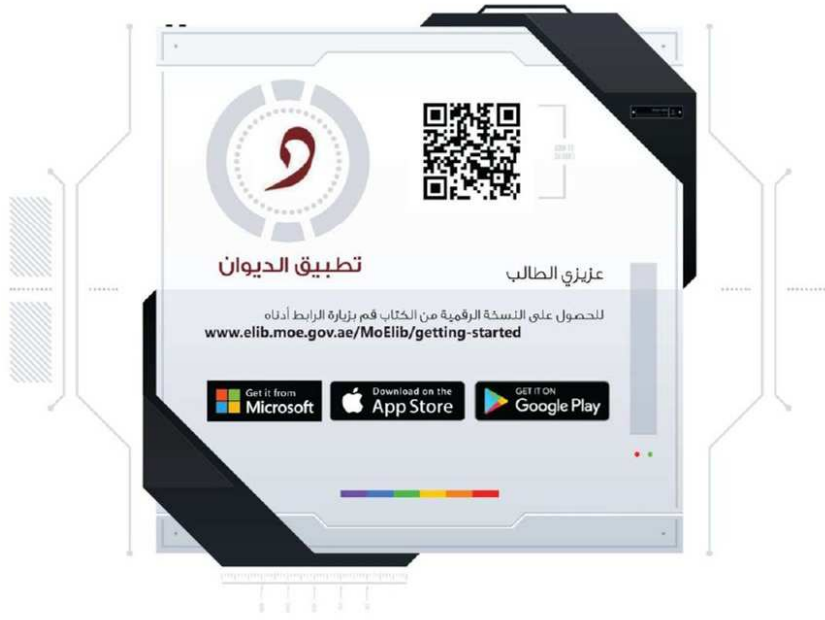 تطبيق الديوان
عزيزي الطالب
للحصول على النسخة الرقمية من الكتاب قم بزيارة الرابط أدناه
www.elib.moe.gov.ae/MoElib/getting-started
Get it from
Microsoft
Download on the
App Store
GET IT ON
Google Play